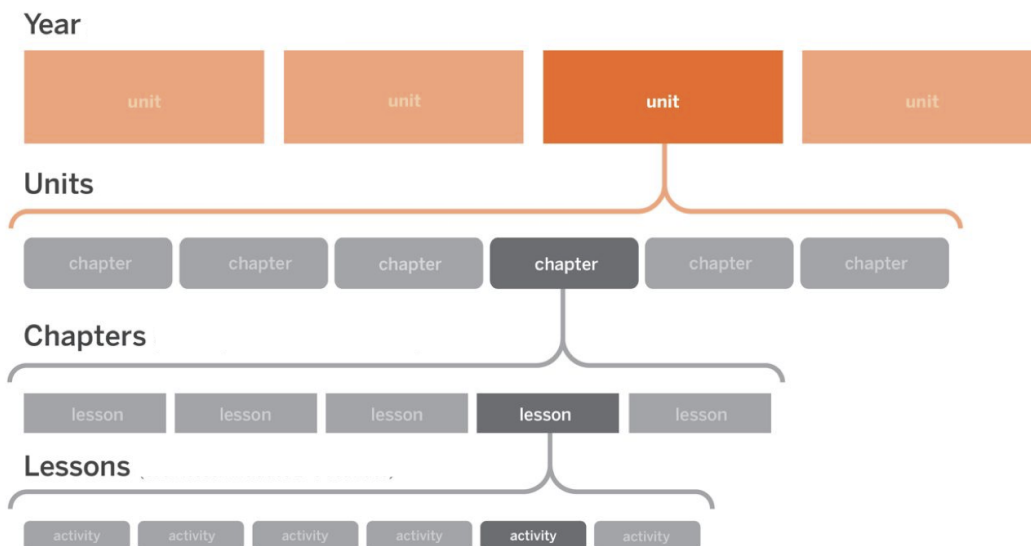 Year
unit unit unit unit
Units
chapter chapter chapter chapter chapter chapter
Chapters
lesson lesson lesson lesson lesson
Lessons
activity activity activity activity activity activity